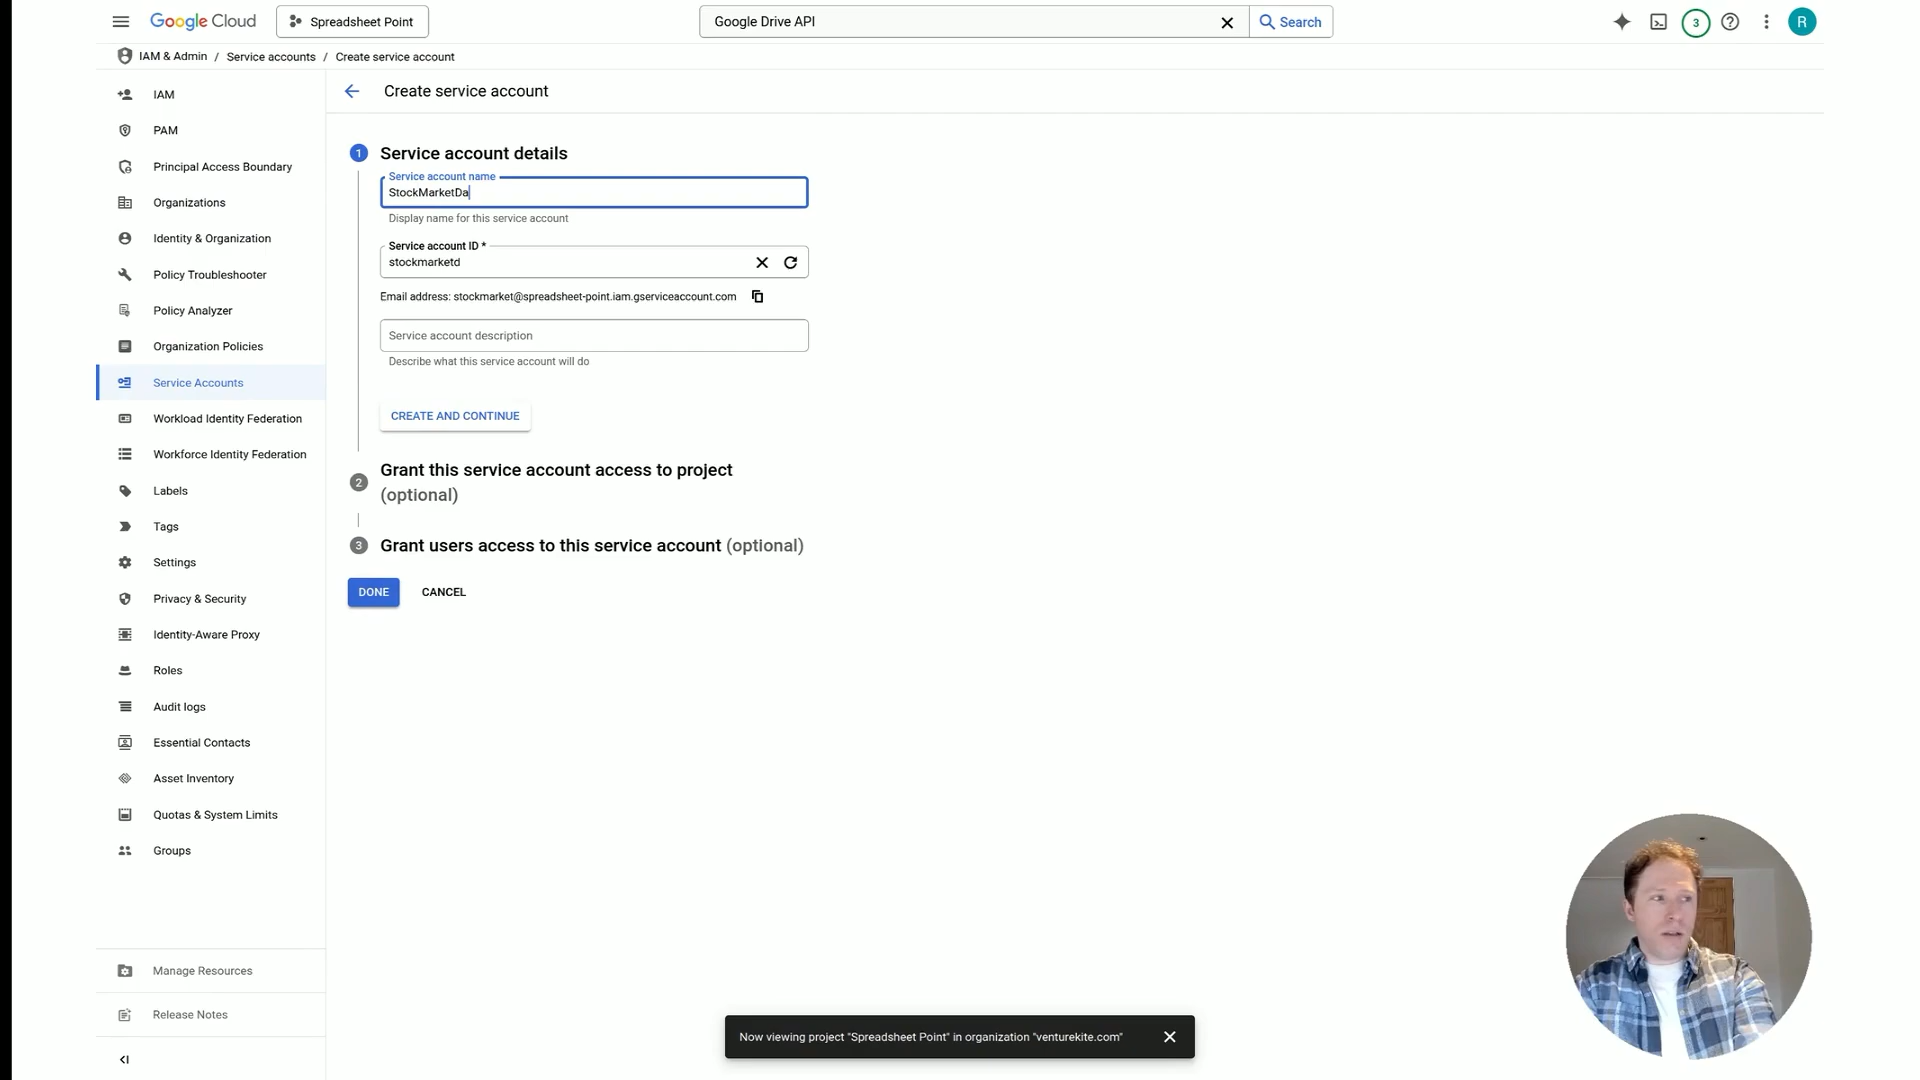 Google Cloud
Spreadsheet Point
Google Drive API
Search
3
R
IAM & Admin / Service accounts / Create service account
IAM
PAM
Principal Access Boundary
Organizations
Identity & Organization
Policy Troubleshooter
Policy Analyzer
Organization Policies
Service Accounts
Workload Identity Federation
Workforce Identity Federation
Labels
Tags
Settings
Privacy & Security
Identity-Aware Proxy
Roles
Audit logs
Essential Contacts
Asset Inventory
Quotas & System Limits
Groups
Manage Resources
Release Notes
Create service account
1 Service account details
Service account name
StockMarketDa
Display name for this service account
Service account ID *
stockmarketd
Email address: stockmarket@spreadsheet-point.iam.gserviceaccount.com
Service account description
Describe what this service account will do
CREATE AND CONTINUE
2 Grant this service account access to project
(optional)
3 Grant users access to this service account (optional)
DONE
CANCEL
Now viewing project "Spreadsheet Point" in organization "venturekite.com"